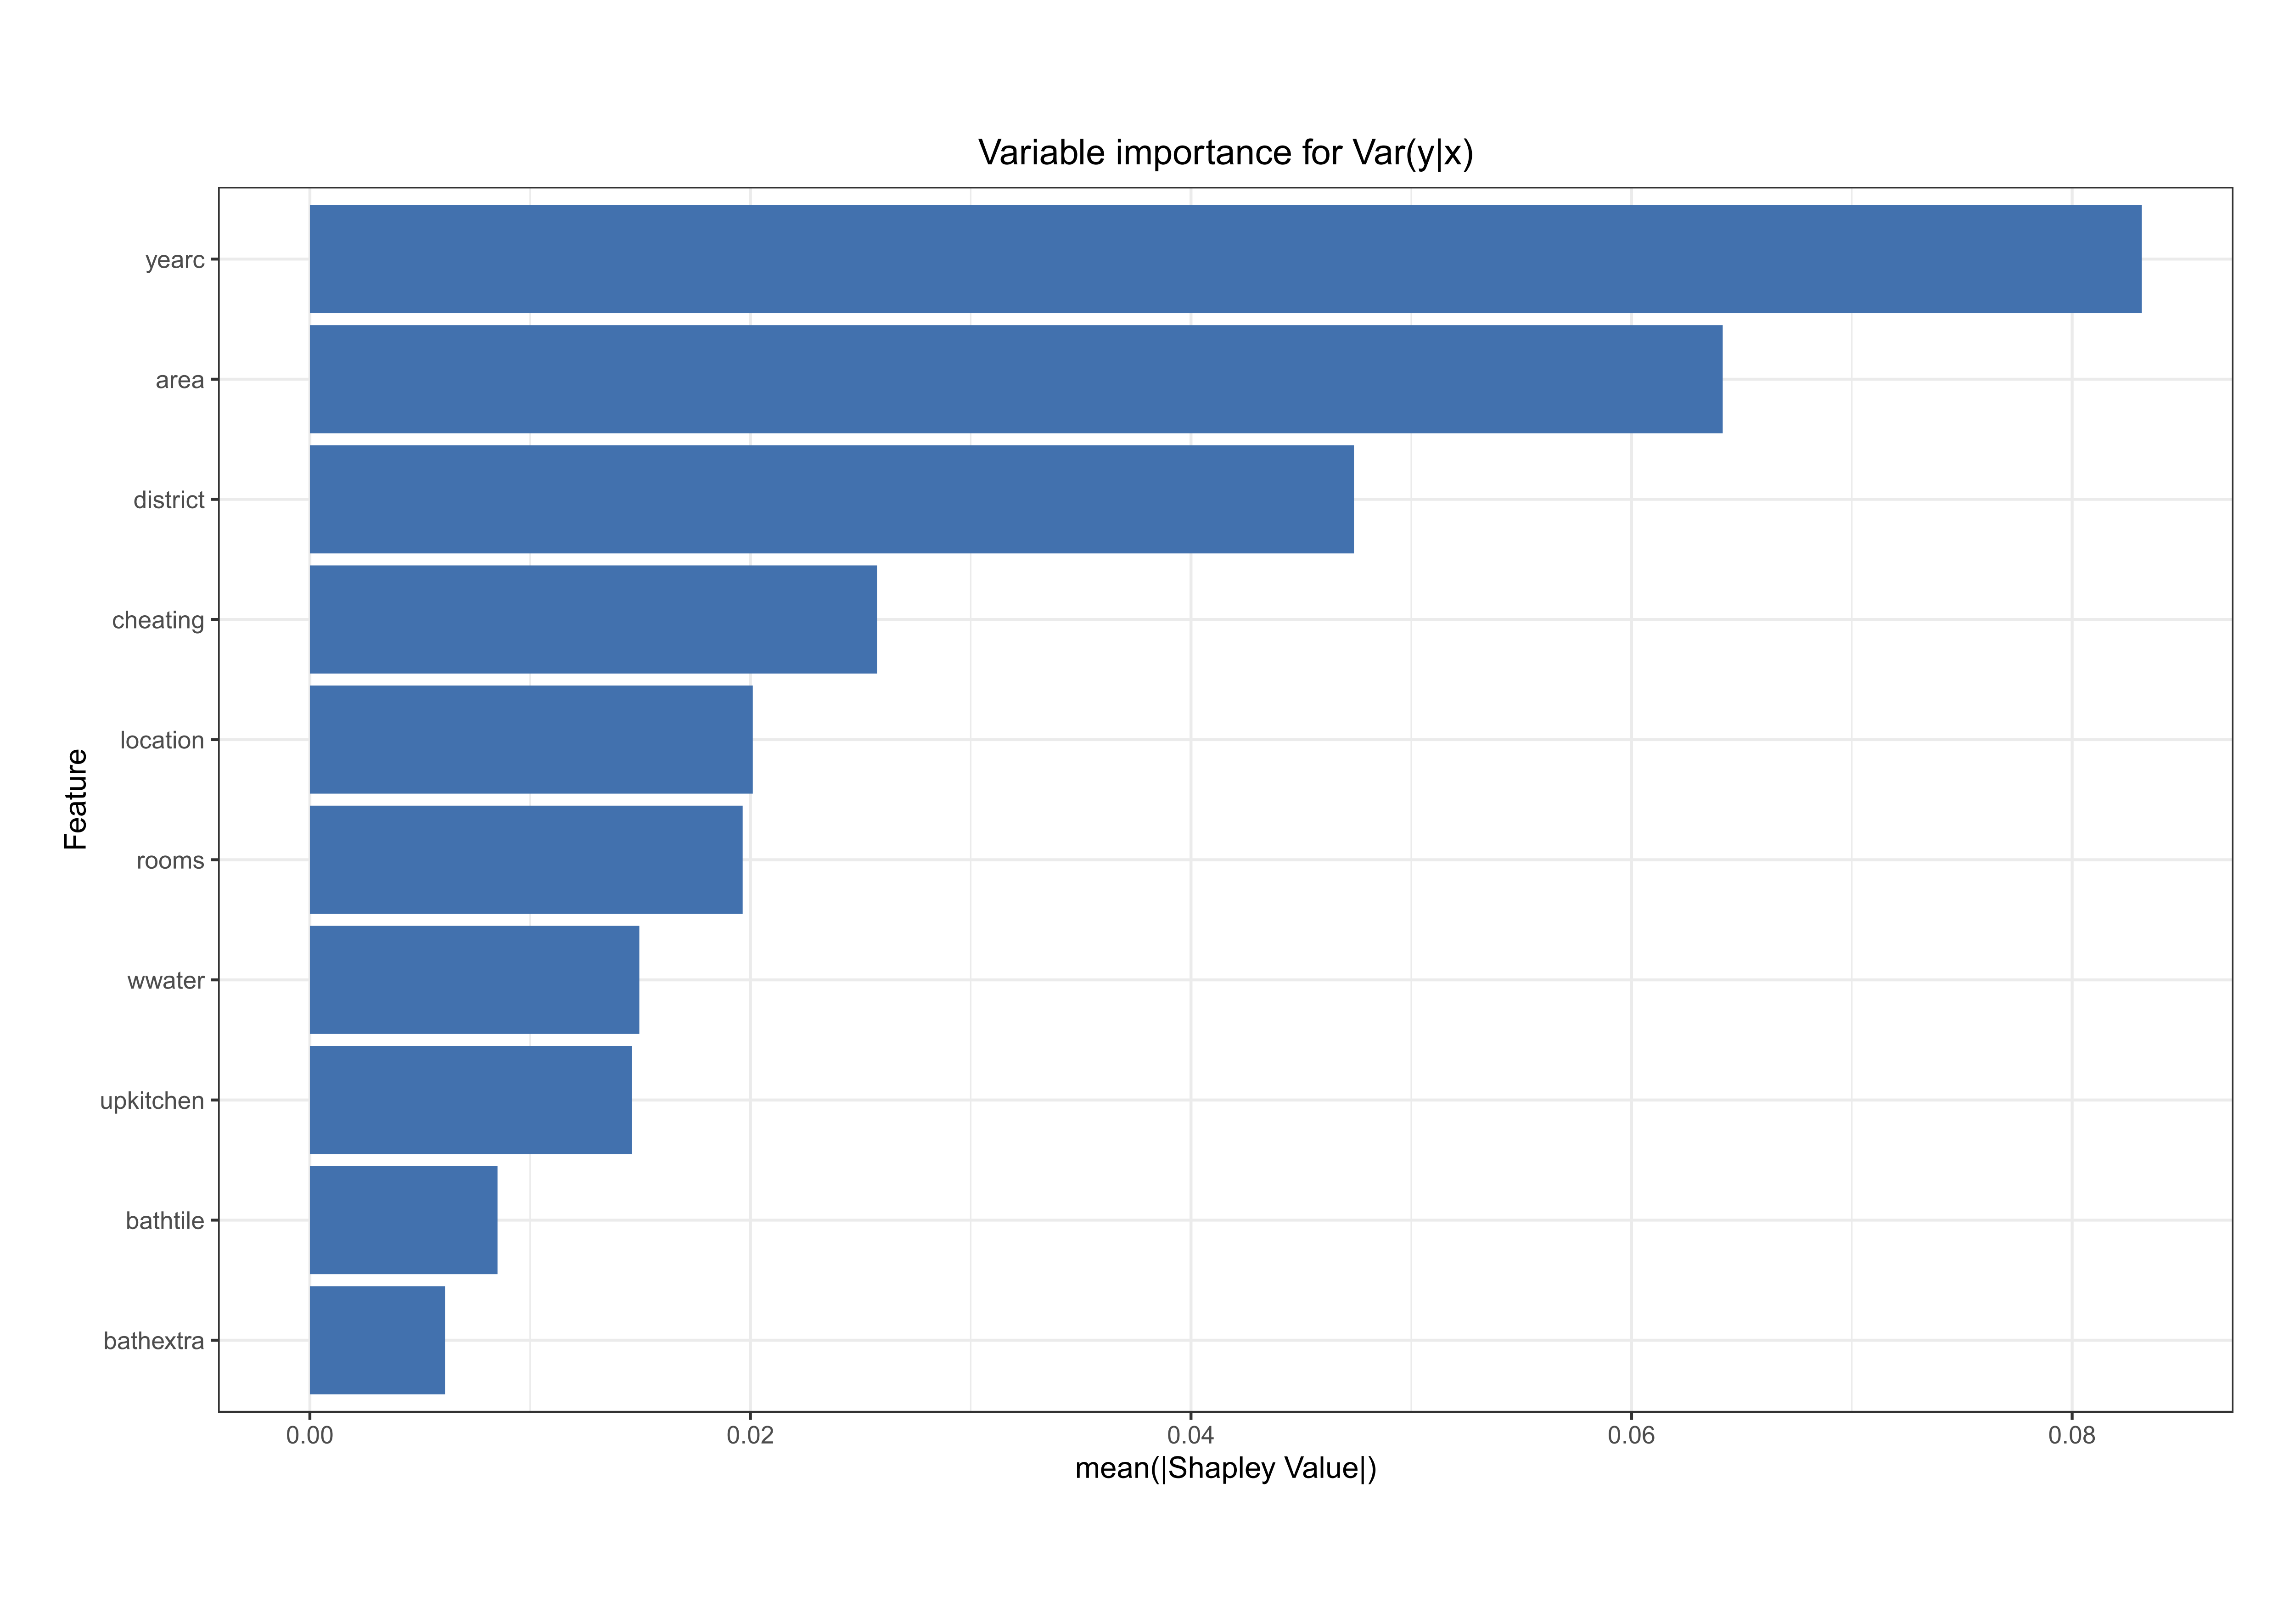 Variable importance for Var(y|x)
Feature
yearc
area
district
cheating
location
rooms
wwater
upkitchen
bathtile
bathextra
0.00 0.02 0.04 0.06 0.08
mean(|Shapley Value|)